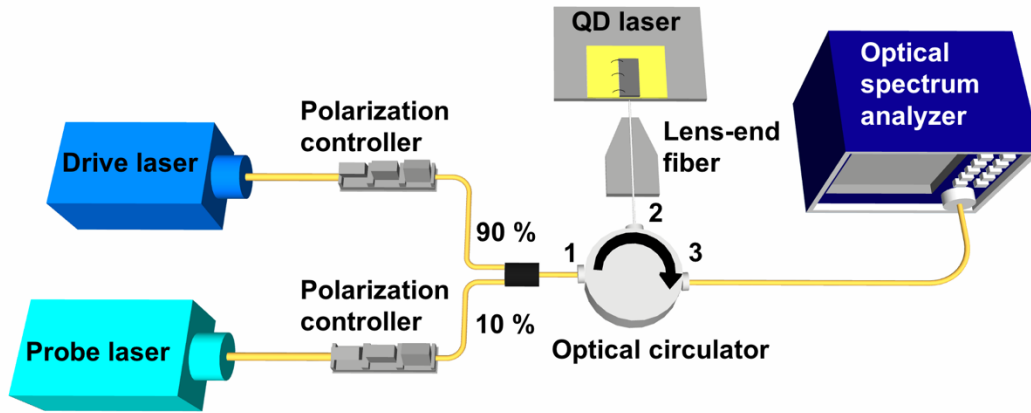 QD laser
Optical
spectrum
analyzer
Polarization
controller
Lens-end
fiber
Drive laser
90 %
1
2
3
Polarization
controller
10 %
Probe laser
Optical circulator